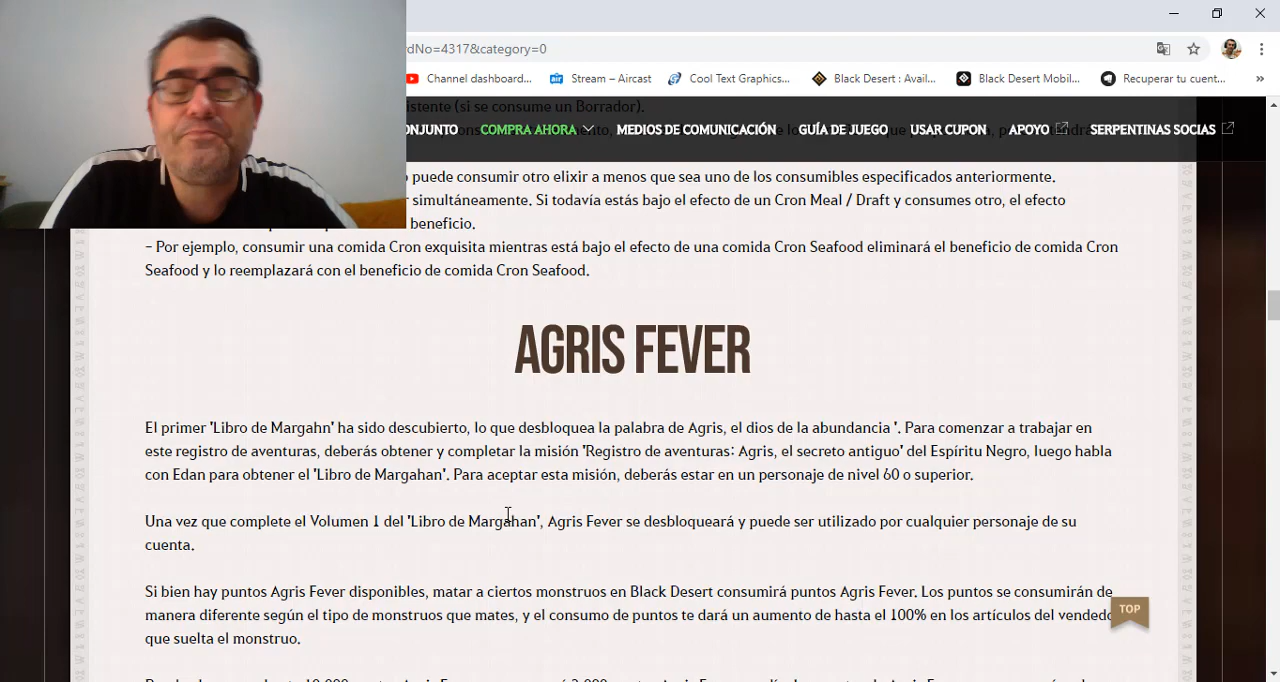 dNo=4317&category=0
Channel dashboard... Stream – Aircast Cool Text Graphics... Black Desert : Avail... Black Desert Mobil... Recuperar tu cuent... »
istente (si se consume un Borrador).
ONJUNTO COMPRA AHORA MEDIOS DE COMUNICACIÓN GUÍA DE JUEGO USAR CUPON APOYO SERPENTINAS SOCIAS
puede consumir otro elixir a menos que sea uno de los consumibles especificados anteriormente.
simultáneamente. Si todavía estás bajo el efecto de un Cron Meal / Draft y consumes otro, el efecto
beneficio.
– Por ejemplo, consumir una comida Cron exquisita mientras está bajo el efecto de una comida Cron Seafood eliminará el beneficio de comida Cron
Seafood y lo reemplazará con el beneficio de comida Cron Seafood.
AGRIS FEVER
El primer 'Libro de Margahn' ha sido descubierto, lo que desbloquea la palabra de Agris, el dios de la abundancia '. Para comenzar a trabajar en
este registro de aventuras, deberás obtener y completar la misión 'Registro de aventuras: Agris, el secreto antiguo' del Espíritu Negro, luego habla
con Edan para obtener el 'Libro de Margahan'. Para aceptar esta misión, deberás estar en un personaje de nivel 60 o superior.
Una vez que complete el Volumen 1 del 'Libro de Margahan', Agris Fever se desbloqueará y puede ser utilizado por cualquier personaje de su
cuenta.
Si bien hay puntos Agris Fever disponibles, matar a ciertos monstruos en Black Desert consumirá puntos Agris Fever. Los puntos se consumirán de
manera diferente según el tipo de monstruos que mates, y el consumo de puntos te dará un aumento de hasta el 100% en los artículos del vendedo
que suelta el monstruo.
TOP